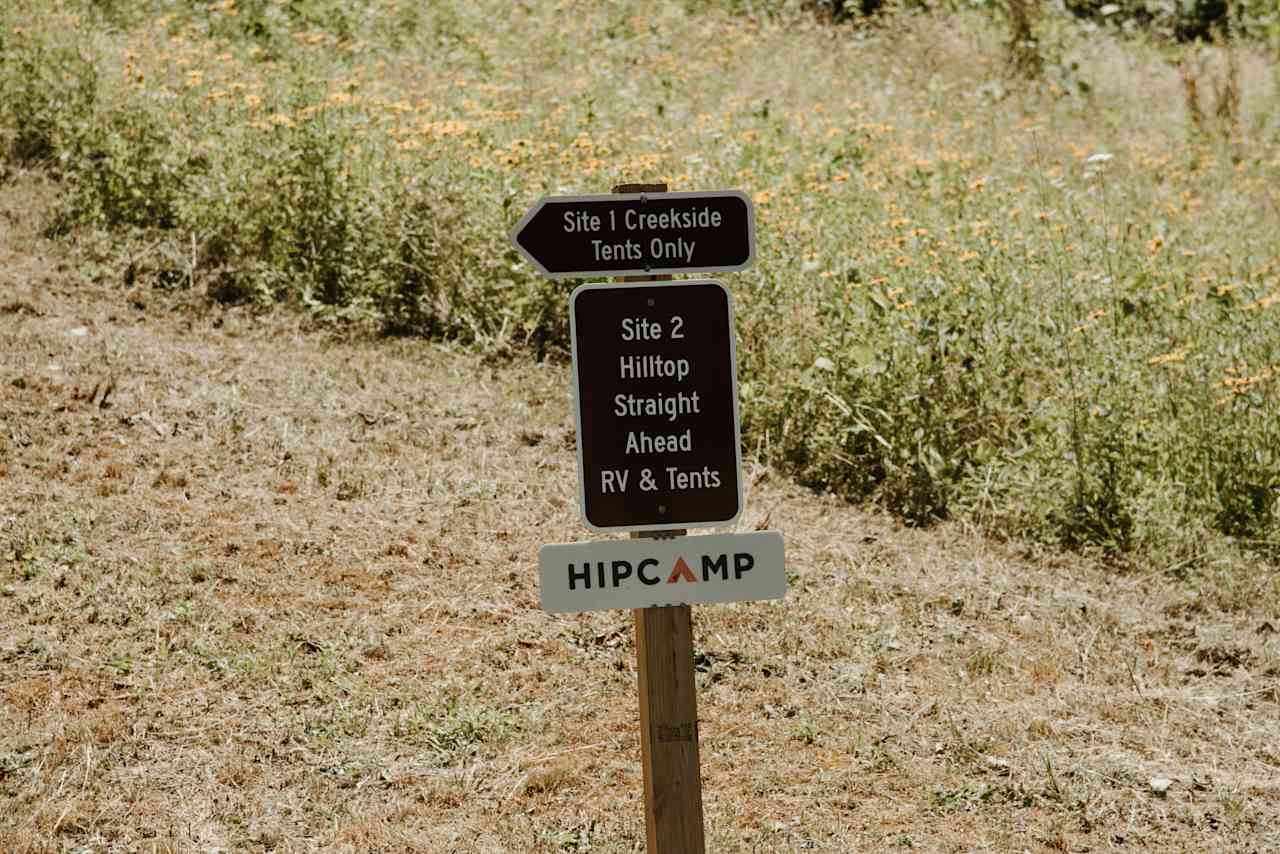 Site 1 Creekside
Tents Only
Site 2
Hilltop
Straight
Ahead
RV & Tents
HIPCAMP